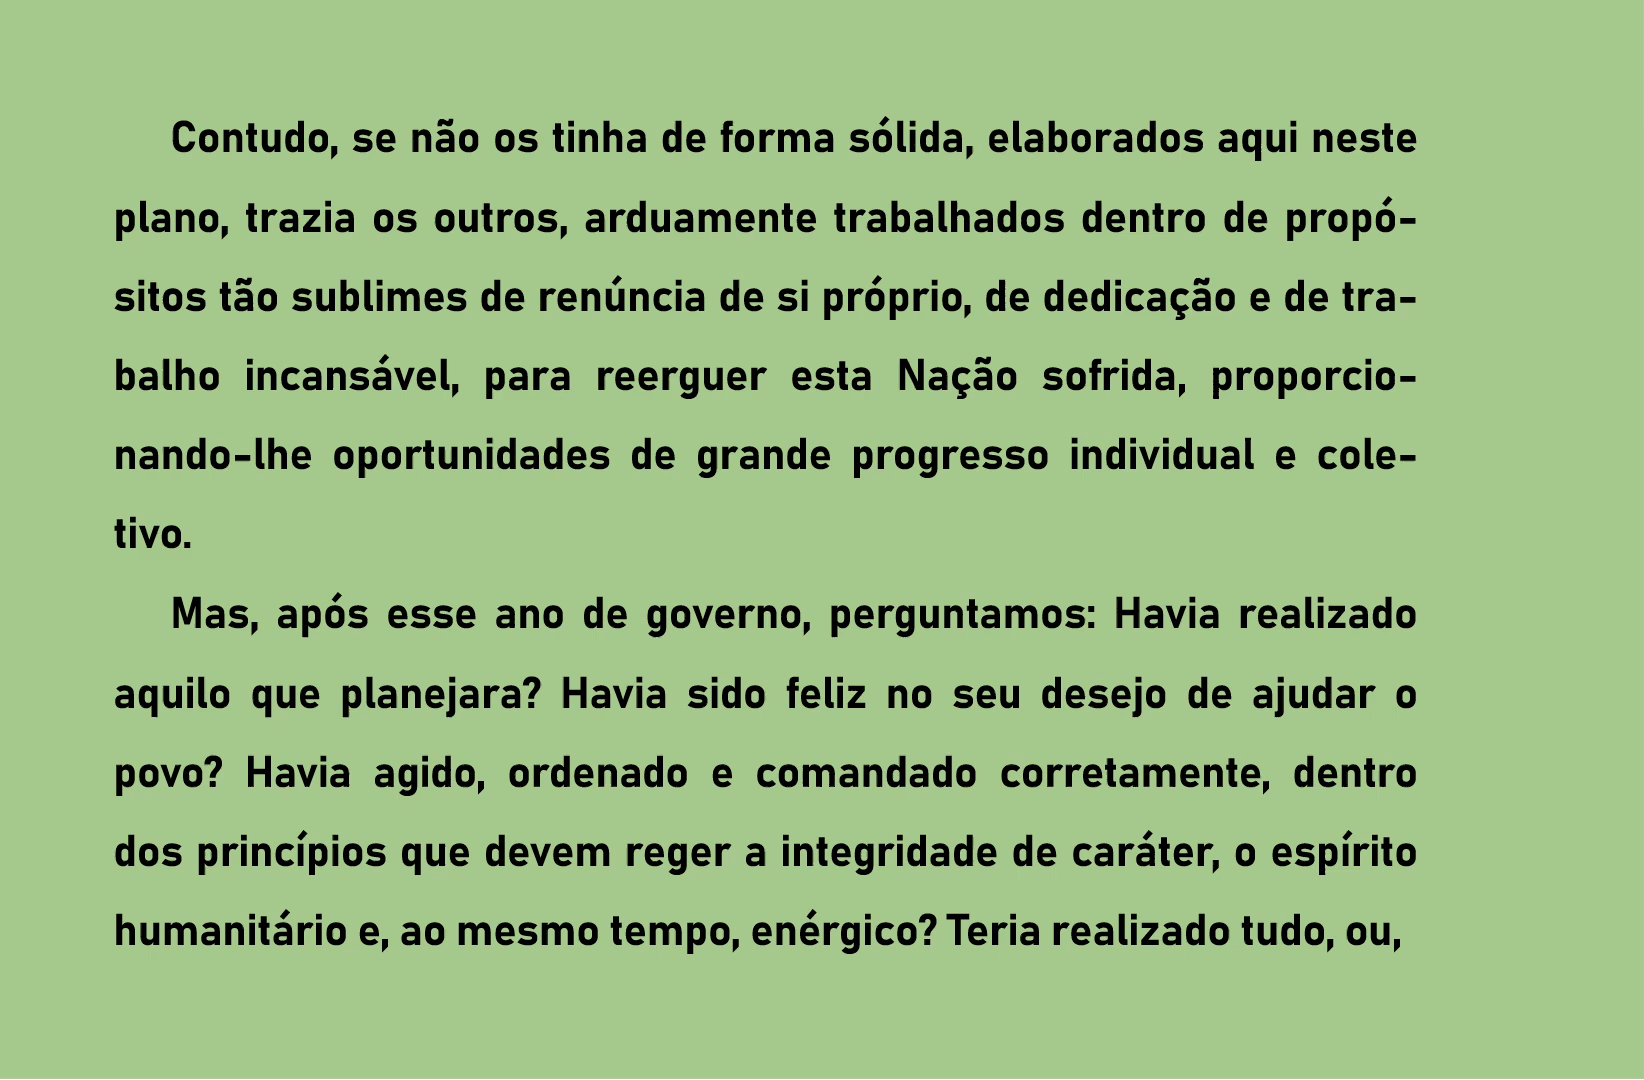 Contudo, se não os tinha de forma sólida, elaborados aqui neste
plano, trazia os outros, arduamente trabalhados dentro de propó-
sitos tão sublimes de renúncia de si próprio, de dedicação e de tra-
balho incansável, para reerguer esta Nação sofrida, proporcio-
nando-lhe oportunidades de grande progresso individual e cole-
tivo.
Mas, após esse ano de governo, perguntamos: Havia realizado
aquilo que planejara? Havia sido feliz no seu desejo de ajudar o
povo? Havia agido, ordenado e comandado corretamente, dentro
dos princípios que devem reger a integridade de caráter, o espírito
humanitário e, ao mesmo tempo, enérgico? Teria realizado tudo, ou,